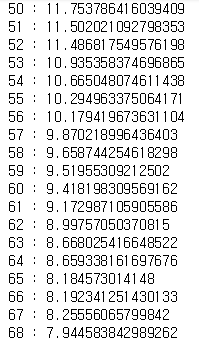 50 : 11.753786416039409
51 : 11.502021092798353
52 : 11.486817549576198
53 : 10.935358374696865
54 : 10.665048074611438
55 : 10.294963375064171
56 : 10.179419673631104
57 : 9.870218996436403
58 : 9.658744254618298
59 : 9.51955309212502
60 : 9.418198309569162
61 : 9.172987105905586
62 : 8.99757050370815
63 : 8.668025416648522
64 : 8.659338161697676
65 : 8.184573014148
66 : 8.192341251430133
67 : 8.25556065799842
68 : 7.944583842989262